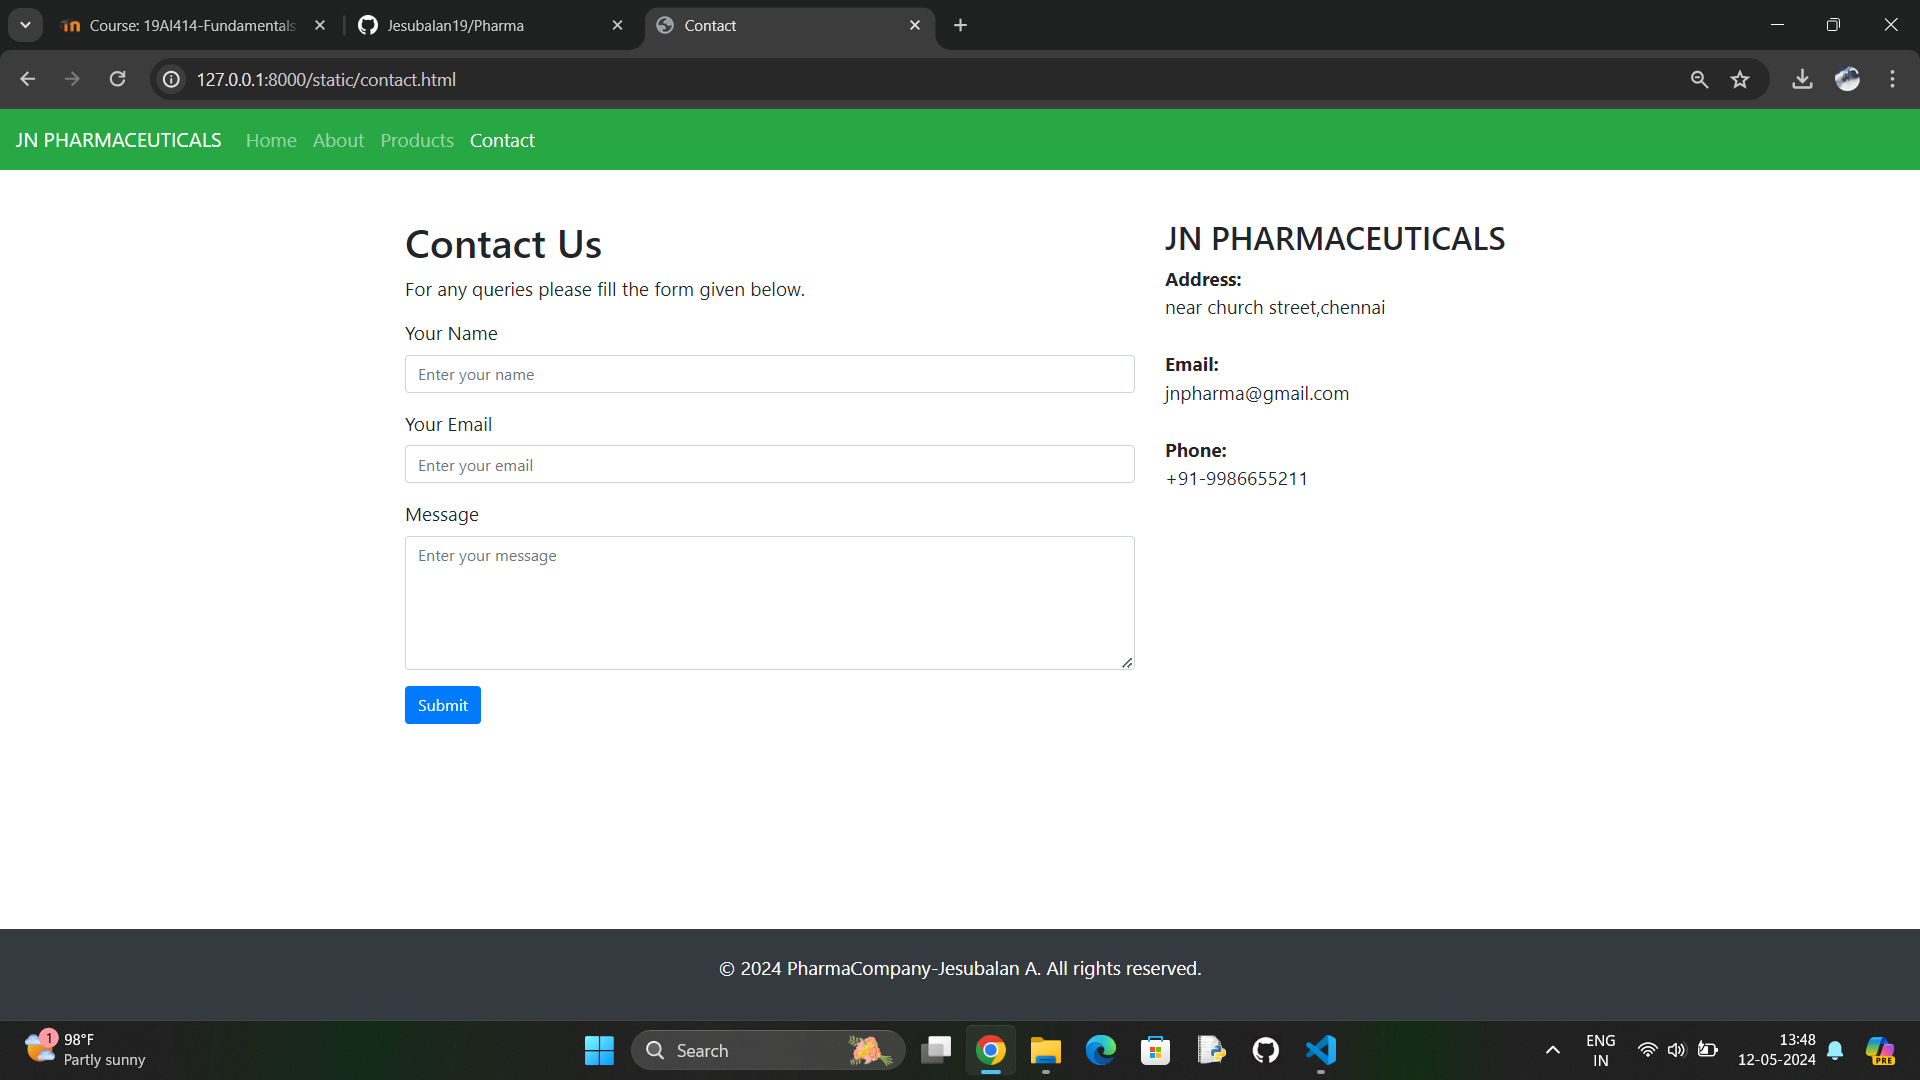 Course: 19AI414-Fundamentals
Jesubalan19/Pharma
Contact
127.0.0.1:8000/static/contact.html
JN PHARMACEUTICALS
Home
About
Products
Contact
Contact Us
For any queries please fill the form given below.
Your Name
Enter your name
Your Email
Enter your email
Message
Enter your message
Submit
JN PHARMACEUTICALS
Address:
near church street,chennai
Email:
jnpharma@gmail.com
Phone:
+91-9986655211
© 2024 PharmaCompany-Jesubalan A. All rights reserved.
1
98°F
Partly sunny
Search
ENG
IN
13:48
12-05-2024
PRE